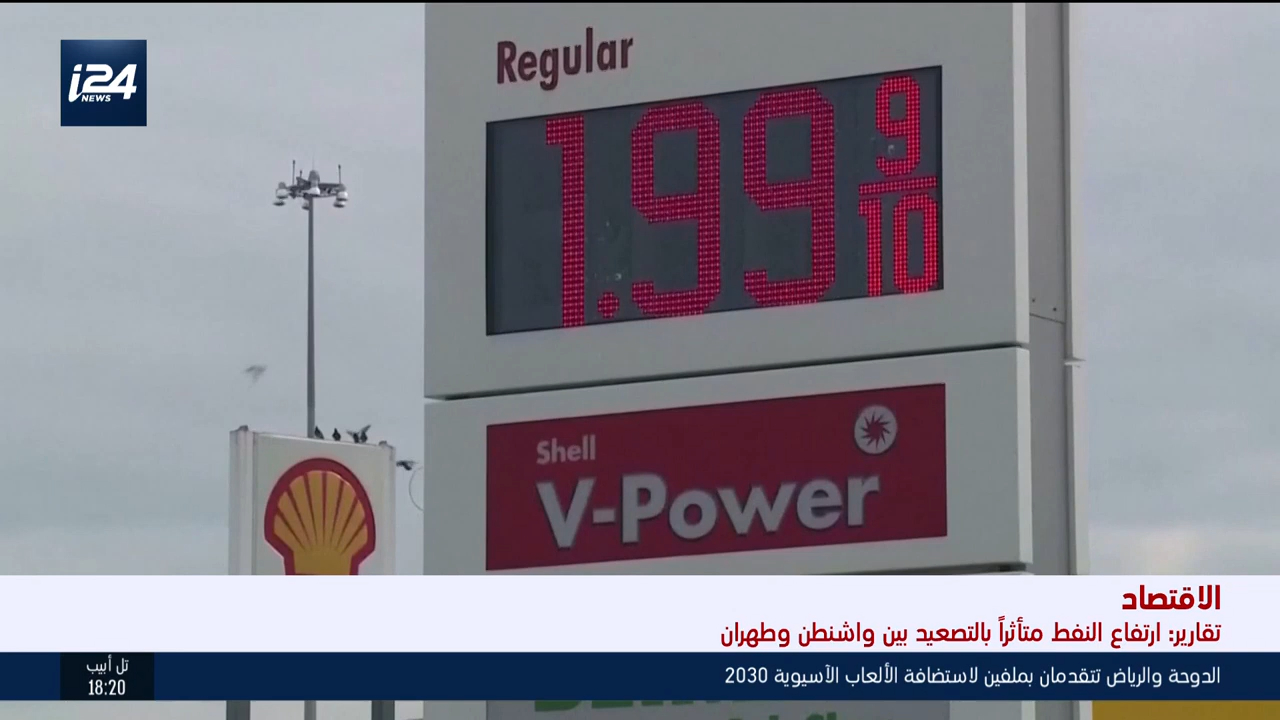 i24
NEWS
Regular
1.99 9/10
Shell
V-Power
الاقتصاد
تقارير: ارتفاع النفط متأثراً بالتصعيد بين واشنطن وطهران
الدوحة والرياض تتقدمان بملفين لاستضافة الألعاب الآسيوية 2030
تل أبيب
18:20